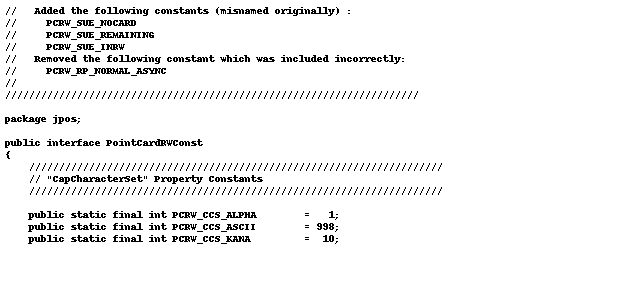 //   Added the following constants (misnamed originally) :
//     PCRW_SUE_NOCARD
//     PCRW_SUE_REMAINING
//     PCRW_SUE_INRW
//   Removed the following constant which was included incorrectly:
//     PCRW_RP_NORMAL_ASYNC
//
/////////////////////////////////////////////////////////////////////

package jpos;

public interface PointCardRWConst
{
    /////////////////////////////////////////////////////////////////////
    // "CapCharacterSet" Property Constants
    /////////////////////////////////////////////////////////////////////

    public static final int PCRW_CCS_ALPHA        =   1;
    public static final int PCRW_CCS_ASCII        = 998;
    public static final int PCRW_CCS_KANA         =  10;